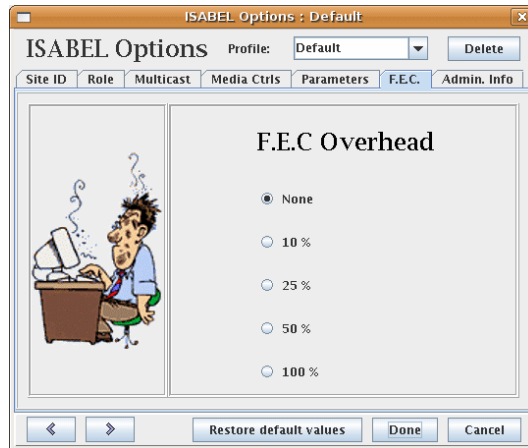 ISABEL Options : Default
ISABEL Options Profile: Default Delete
Site ID Role Multicast Media Ctrls Parameters F.E.C. Admin. Info
F.E.C Overhead
None
10 %
25 %
50 %
100 %
Restore default values Done Cancel